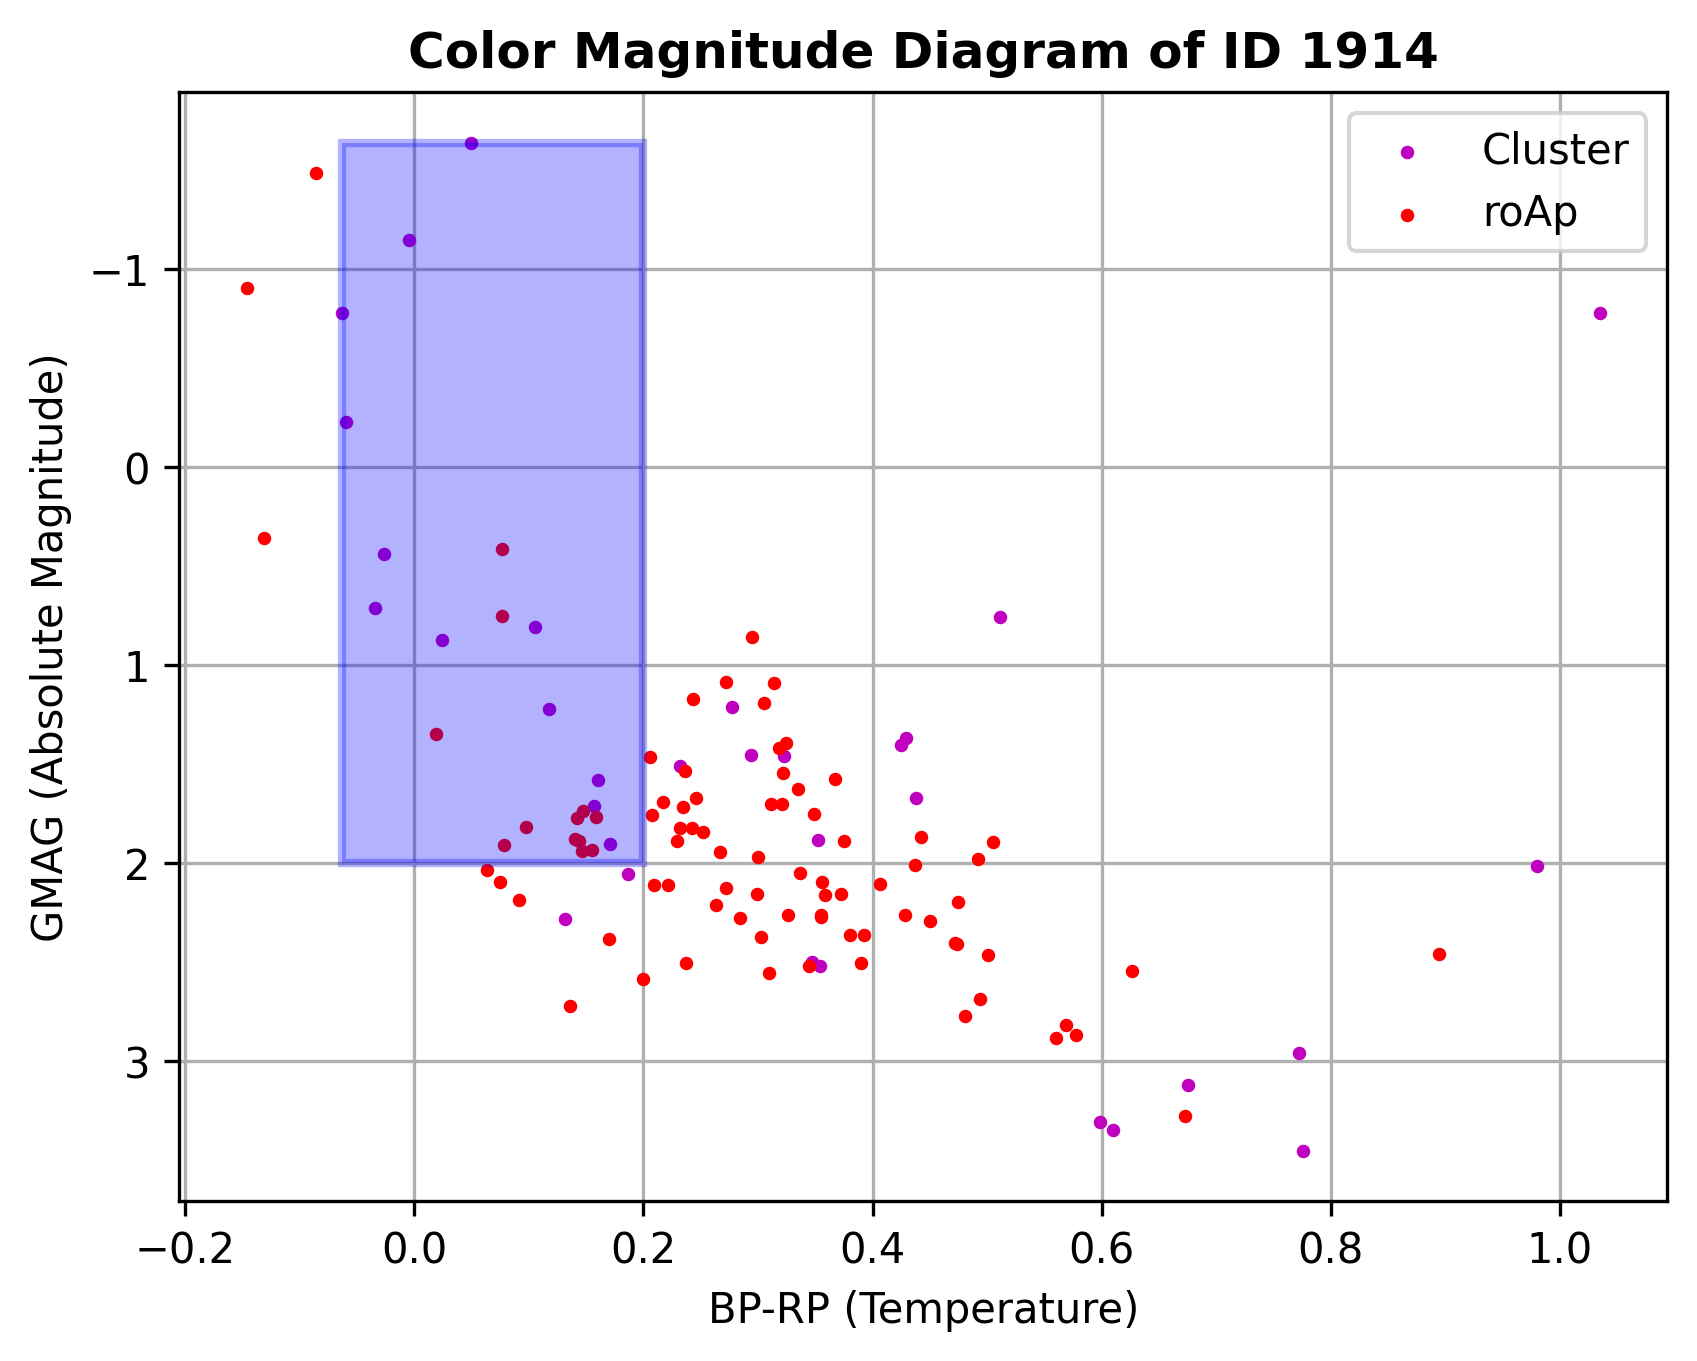 Color Magnitude Diagram of ID 1914
Cluster
roAp
GMAG (Absolute Magnitude)
−1
0
1
2
3
−0.2 0.0 0.2 0.4 0.6 0.8 1.0
BP-RP (Temperature)